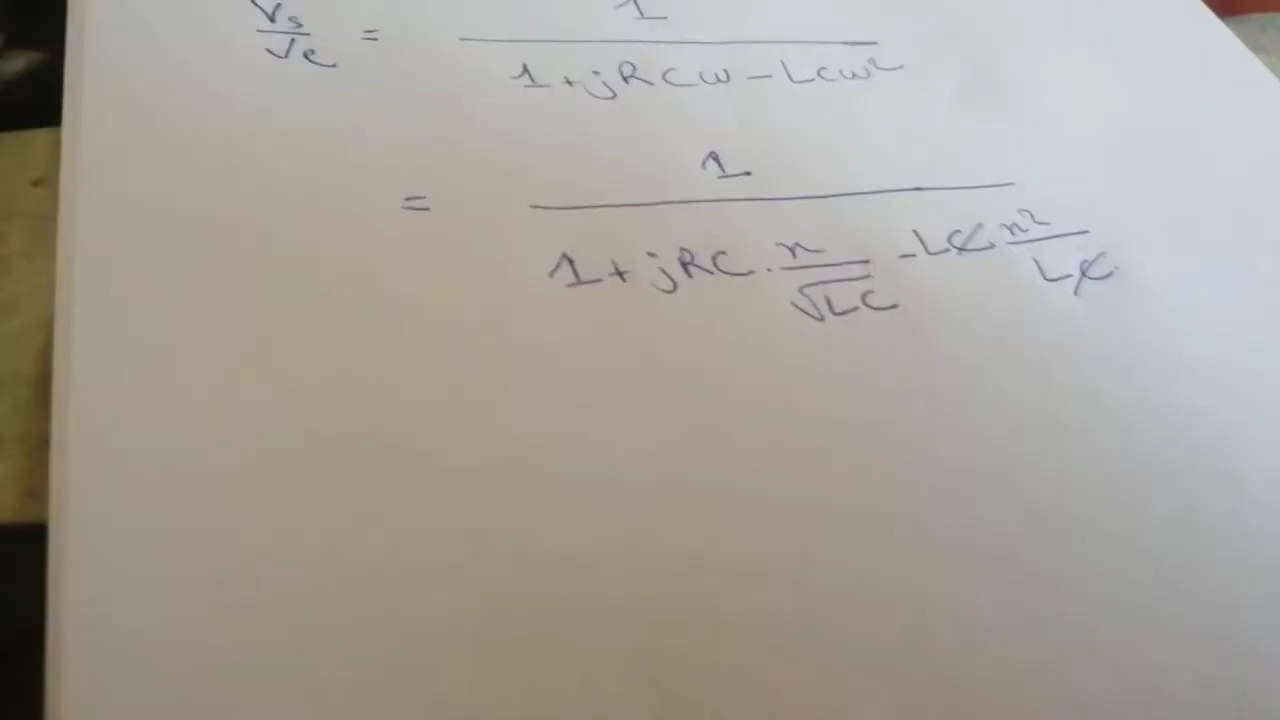 Vs/Ve = 1/(1+jRCω-LCω²)
= 1/(1+jRC.x/√LC -LC x²/LC)